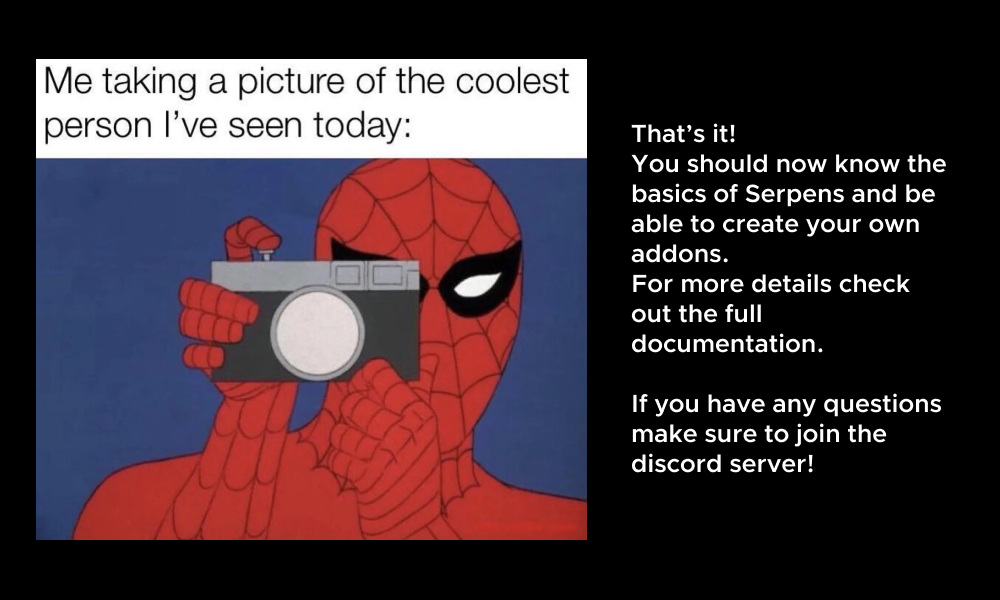 Me taking a picture of the coolest
person I’ve seen today:
That’s it!
You should now know the
basics of Serpens and be
able to create your own
addons.
For more details check
out the full
documentation.
If you have any questions
make sure to join the
discord server!